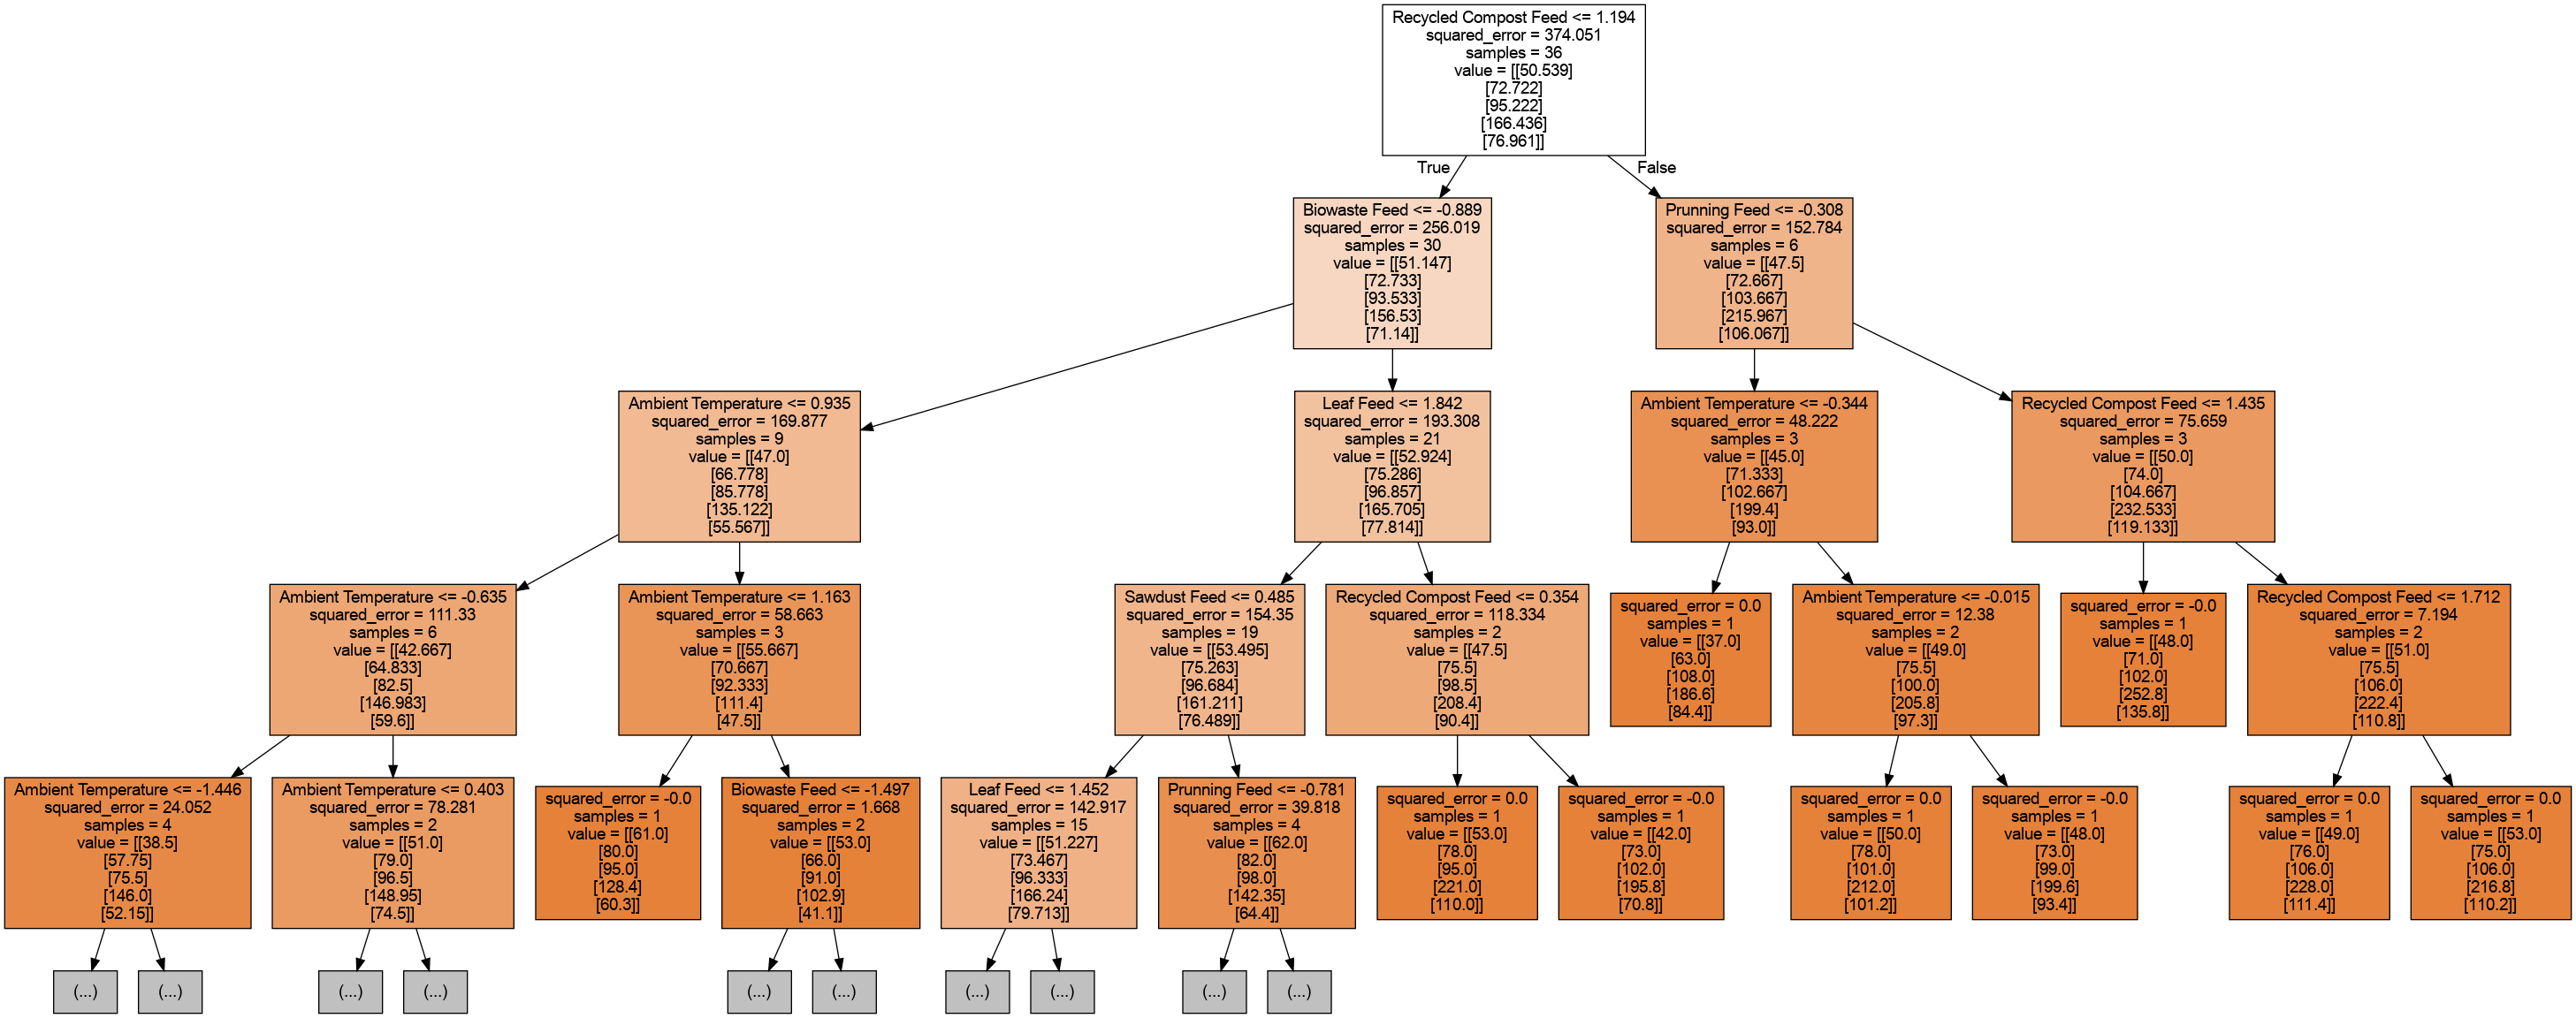 Recycled Compost Feed <= 1.194
squared_error = 374.051
samples = 36
value = [[50.539]
[72.722]
[95.222]
[166.436]
[76.961]]
True
False
Biowaste Feed <= -0.889
squared_error = 256.019
samples = 30
value = [[51.147]
[72.733]
[93.533]
[156.53]
[71.14]]
Prunning Feed <= -0.308
squared_error = 152.784
samples = 6
value = [[47.5]
[72.667]
[103.667]
[215.967]
[106.067]]
Ambient Temperature <= 0.935
squared_error = 169.877
samples = 9
value = [[47.0]
[66.778]
[85.778]
[135.122]
[55.567]]
Leaf Feed <= 1.842
squared_error = 193.308
samples = 21
value = [[52.924]
[75.286]
[96.857]
[165.705]
[77.814]]
Ambient Temperature <= -0.344
squared_error = 48.222
samples = 3
value = [[45.0]
[71.333]
[102.667]
[199.4]
[93.0]]
Recycled Compost Feed <= 1.435
squared_error = 75.659
samples = 3
value = [[50.0]
[74.0]
[104.667]
[232.533]
[119.133]]
Ambient Temperature <= -0.635
squared_error = 111.33
samples = 6
value = [[42.667]
[64.833]
[82.5]
[146.983]
[59.6]]
Ambient Temperature <= 1.163
squared_error = 58.663
samples = 3
value = [[55.667]
[70.667]
[92.333]
[111.4]
[47.5]]
Sawdust Feed <= 0.485
squared_error = 154.35
samples = 19
value = [[53.495]
[75.263]
[96.684]
[161.211]
[76.489]]
Recycled Compost Feed <= 0.354
squared_error = 118.334
samples = 2
value = [[47.5]
[75.5]
[98.5]
[208.4]
[90.4]]
squared_error = 0.0
samples = 1
value = [[37.0]
[63.0]
[108.0]
[186.6]
[84.4]]
Ambient Temperature <= -0.015
squared_error = 12.38
samples = 2
value = [[49.0]
[75.5]
[100.0]
[205.8]
[97.3]]
squared_error = -0.0
samples = 1
value = [[48.0]
[71.0]
[102.0]
[252.8]
[135.8]]
Recycled Compost Feed <= 1.712
squared_error = 7.194
samples = 2
value = [[51.0]
[75.5]
[106.0]
[222.4]
[110.8]]
Ambient Temperature <= -1.446
squared_error = 24.052
samples = 4
value = [[38.5]
[57.75]
[75.5]
[146.0]
[52.15]]
Ambient Temperature <= 0.403
squared_error = 78.281
samples = 2
value = [[51.0]
[79.0]
[96.5]
[148.95]
[74.5]]
squared_error = -0.0
samples = 1
value = [[61.0]
[80.0]
[95.0]
[128.4]
[60.3]]
Biowaste Feed <= -1.497
squared_error = 1.668
samples = 2
value = [[53.0]
[66.0]
[91.0]
[102.9]
[41.1]]
Leaf Feed <= 1.452
squared_error = 142.917
samples = 15
value = [[51.227]
[73.467]
[96.333]
[166.24]
[79.713]]
Prunning Feed <= -0.781
squared_error = 39.818
samples = 4
value = [[62.0]
[82.0]
[98.0]
[142.35]
[64.4]]
squared_error = 0.0
samples = 1
value = [[53.0]
[78.0]
[95.0]
[221.0]
[110.0]]
squared_error = -0.0
samples = 1
value = [[42.0]
[73.0]
[102.0]
[195.8]
[70.8]]
squared_error = 0.0
samples = 1
value = [[50.0]
[78.0]
[101.0]
[212.0]
[101.2]]
squared_error = -0.0
samples = 1
value = [[48.0]
[73.0]
[99.0]
[199.6]
[93.4]]
squared_error = 0.0
samples = 1
value = [[49.0]
[76.0]
[106.0]
[228.0]
[111.4]]
squared_error = 0.0
samples = 1
value = [[53.0]
[75.0]
[106.0]
[216.8]
[110.2]]
(...)
(...)
(...)
(...)
(...)
(...)
(...)
(...)
(...)
(...)